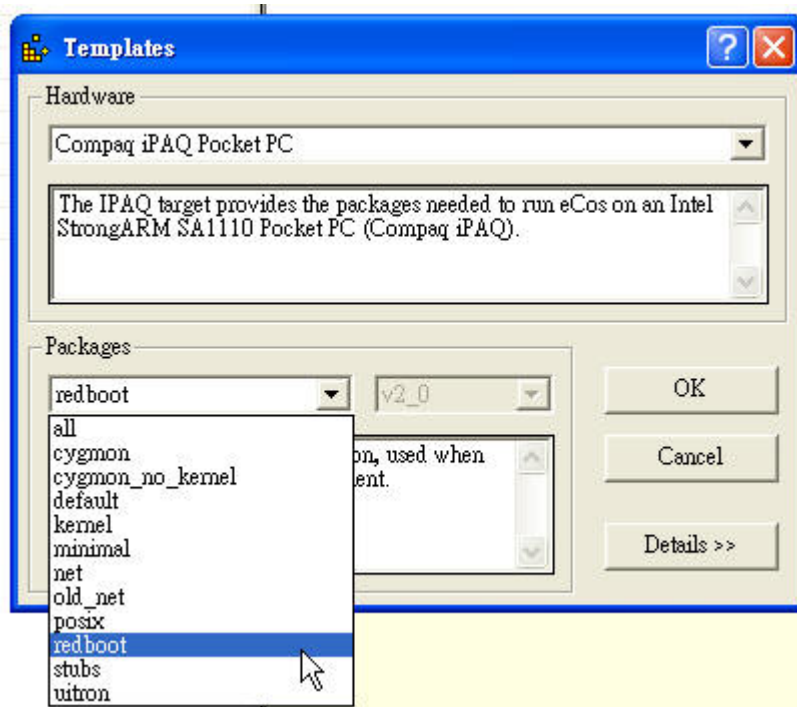 Templates
Hardware
Compaq iPAQ Pocket PC
The IPAQ target provides the packages needed to run eCos on an Intel
StrongARM SA1110 Pocket PC (Compaq iPAQ).
Packages
redboot
v2_0
OK
all
cygmon
cygmon_no_kernel
default
kernel
minimal
net
old_net
posix
redboot
stubs
uitron
on, used when
ent.
Cancel
Details >>